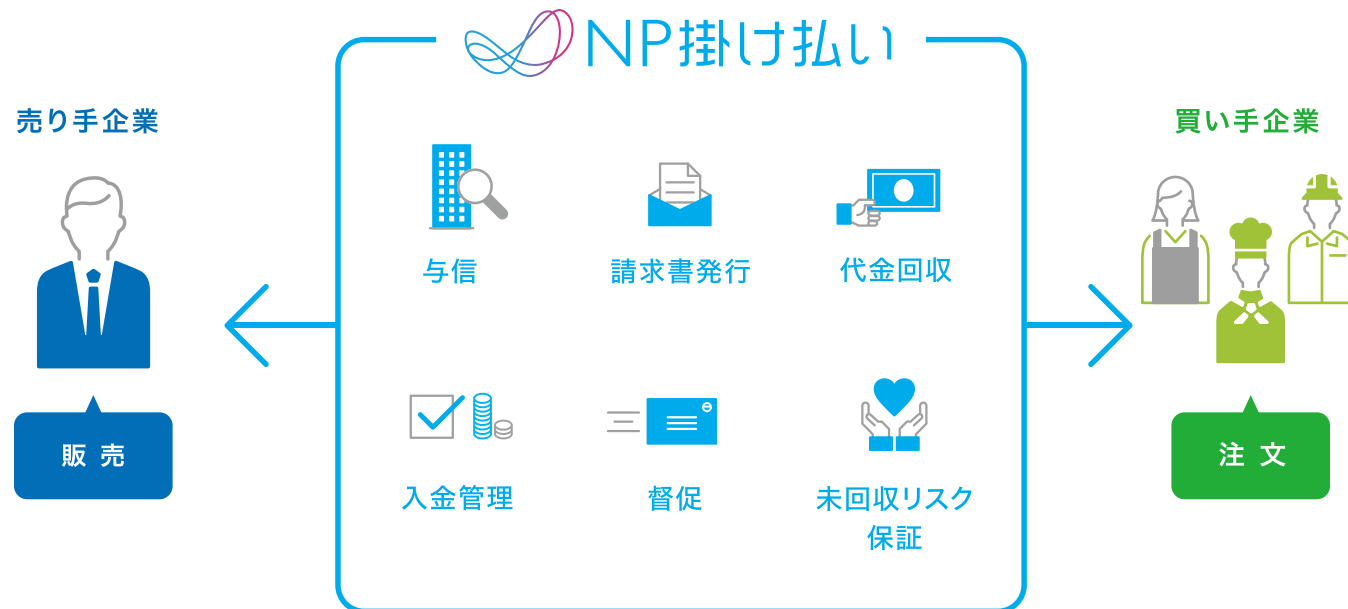 NP掛け払い
売り手企業
買い手企業
与信
請求書発行
代金回収
入金管理
督促
未回収リスク
保証
販売
注文